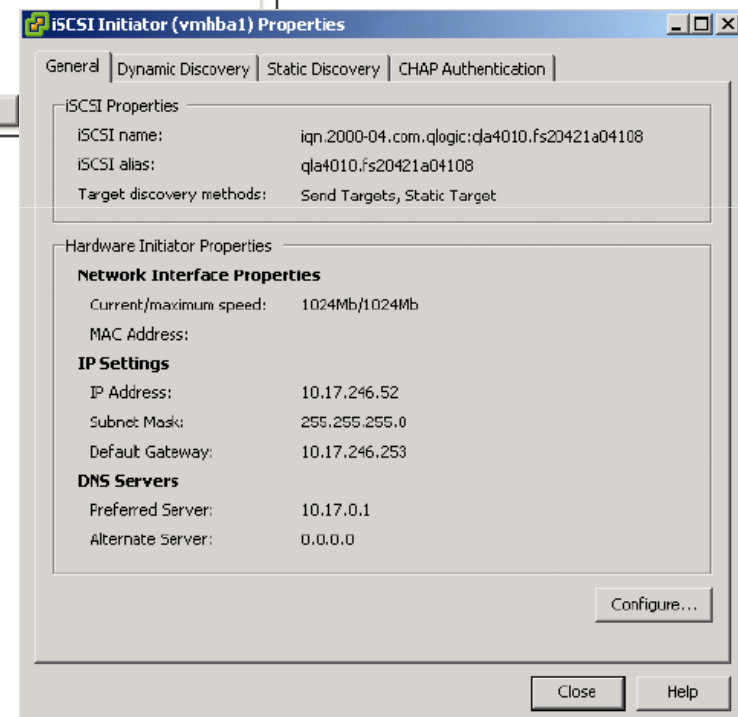 iSCSI Initiator (vmhba1) Properties
General Dynamic Discovery Static Discovery CHAP Authentication
iSCSI Properties
iSCSI name: iqn.2000-04.com.qlogic:qla4010.fs20421a04108
iSCSI alias: qla4010.fs20421a04108
Target discovery methods: Send Targets, Static Target
Hardware Initiator Properties
Network Interface Properties
Current/maximum speed: 1024Mb/1024Mb
MAC Address:
IP Settings
IP Address: 10.17.246.52
Subnet Mask: 255.255.255.0
Default Gateway: 10.17.246.253
DNS Servers
Preferred Server: 10.17.0.1
Alternate Server: 0.0.0.0
Configure...
Close Help